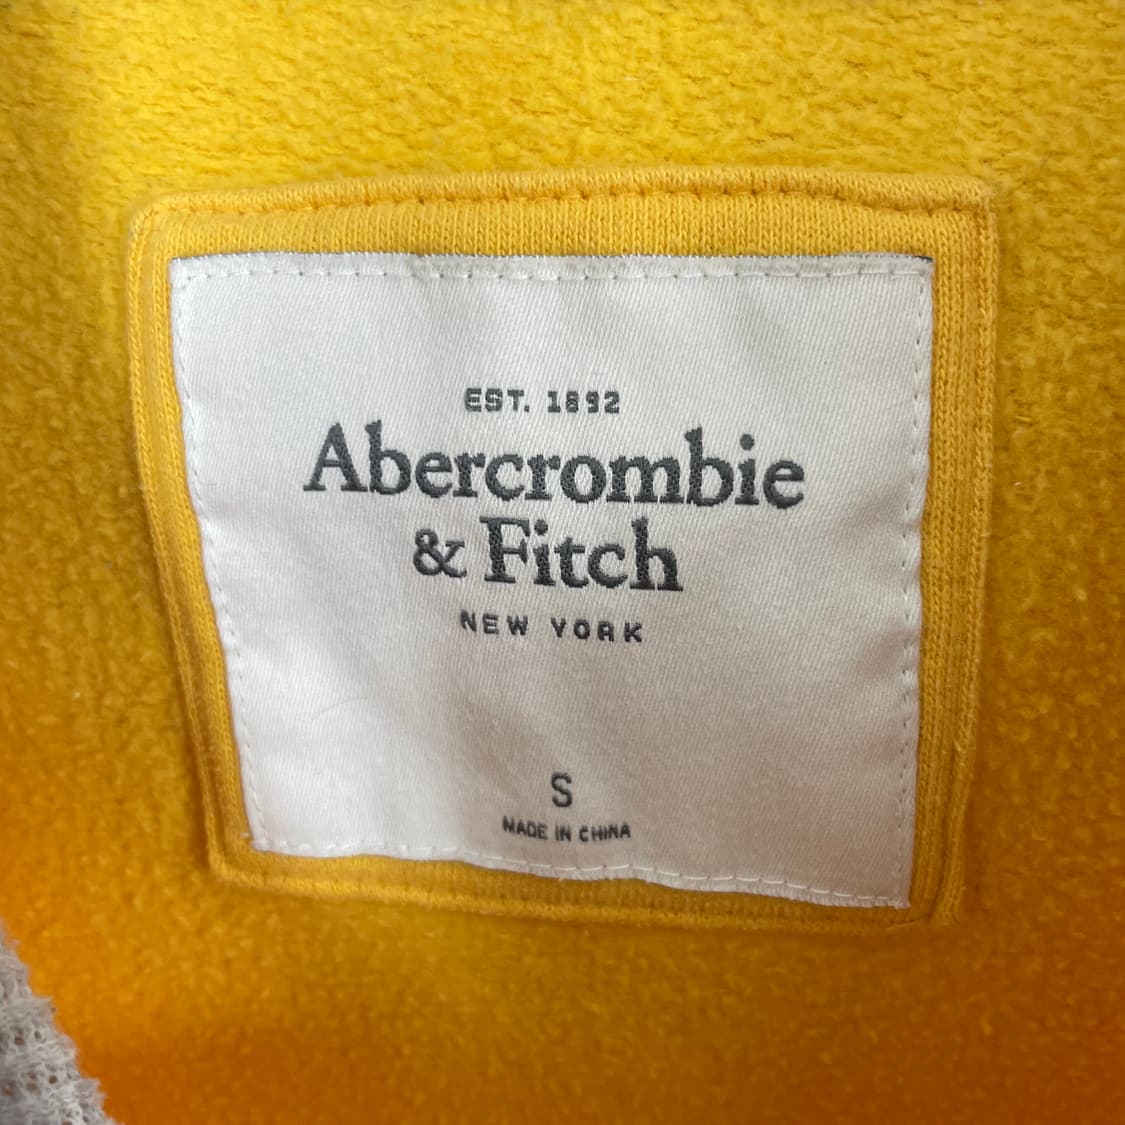 EST. 1892
Abercrombie
& Fitch
NEW YORK
S
MADE IN CHINA